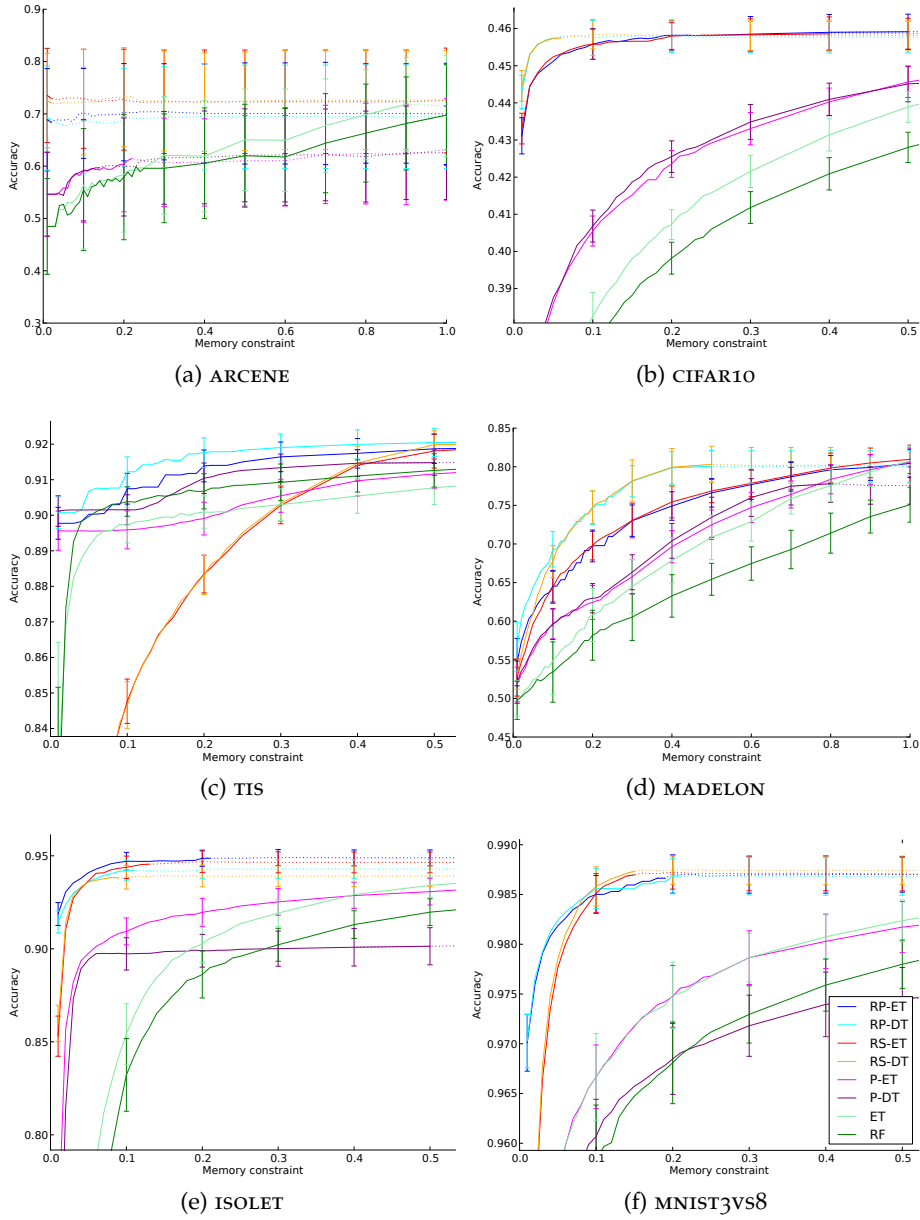 0.9
0.8
0.7
0.6
0.5
0.4
0.3
Accuracy
0.0 0.2 0.4 0.6 0.8 1.0
Memory constraint
(a) ARCENE
0.46
0.45
0.44
0.43
0.42
0.41
0.40
0.39
Accuracy
0.0 0.1 0.2 0.3 0.4 0.5
Memory constraint
(b) CIFAR10
0.92
0.91
0.90
0.89
0.88
0.87
0.86
0.85
0.84
Accuracy
0.0 0.1 0.2 0.3 0.4 0.5
Memory constraint
(c) TIS
0.85
0.80
0.75
0.70
0.65
0.60
0.55
0.50
0.45
Accuracy
0.0 0.2 0.4 0.6 0.8 1.0
Memory constraint
(d) MADELON
0.95
0.90
0.85
0.80
Accuracy
0.0 0.1 0.2 0.3 0.4 0.5
Memory constraint
(e) ISOLET
0.990
0.985
0.980
0.975
0.970
0.965
0.960
Accuracy
0.0 0.1 0.2 0.3 0.4 0.5
Memory constraint
RP-ET
RP-DT
RS-ET
RS-DT
P-ET
P-DT
ET
RF
(f) MNIST3VS8